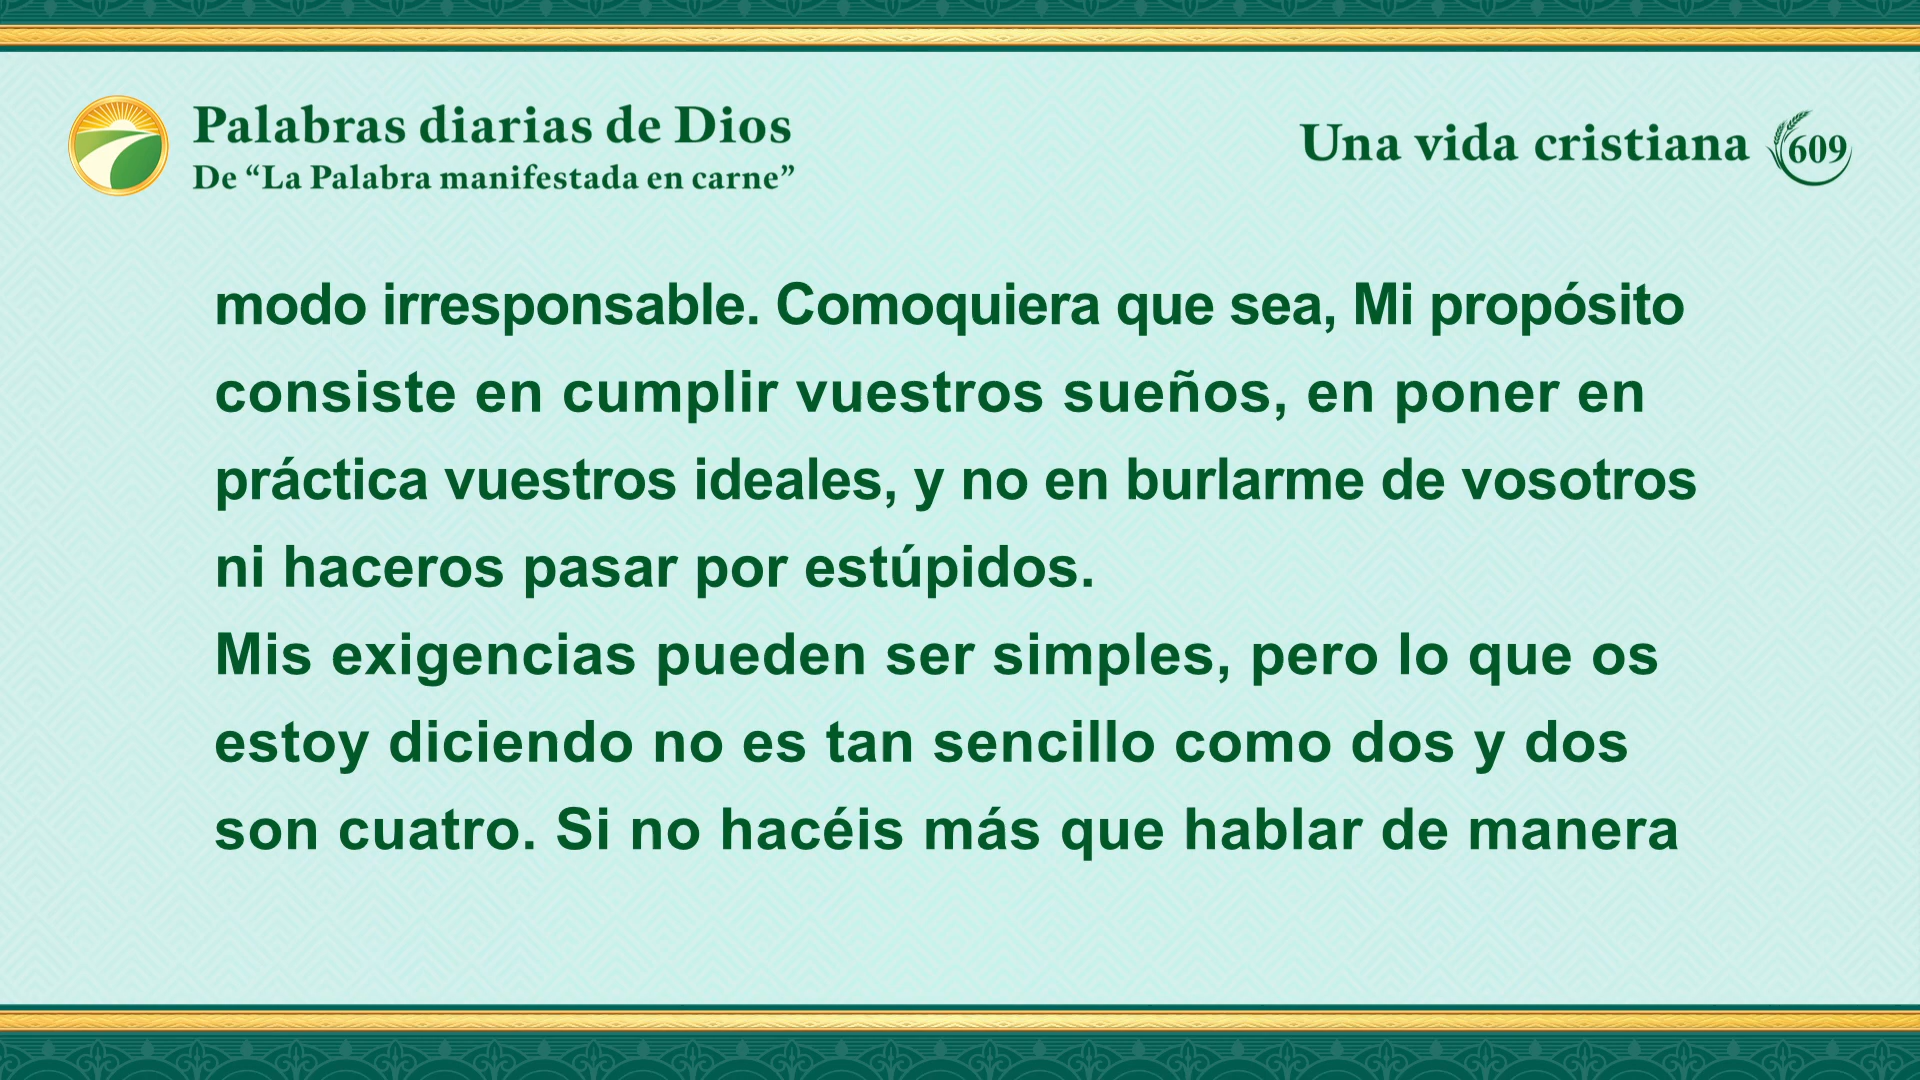 Palabras diarias de Dios
De “La Palabra manifestada en carne”
Una vida cristiana 609
modo irresponsable. Comoquiera que sea, Mi propósito
consiste en cumplir vuestros sueños, en poner en
práctica vuestros ideales, y no en burlarme de vosotros
ni haceros pasar por estúpidos.
Mis exigencias pueden ser simples, pero lo que os
estoy diciendo no es tan sencillo como dos y dos
son cuatro. Si no hacéis más que hablar de manera